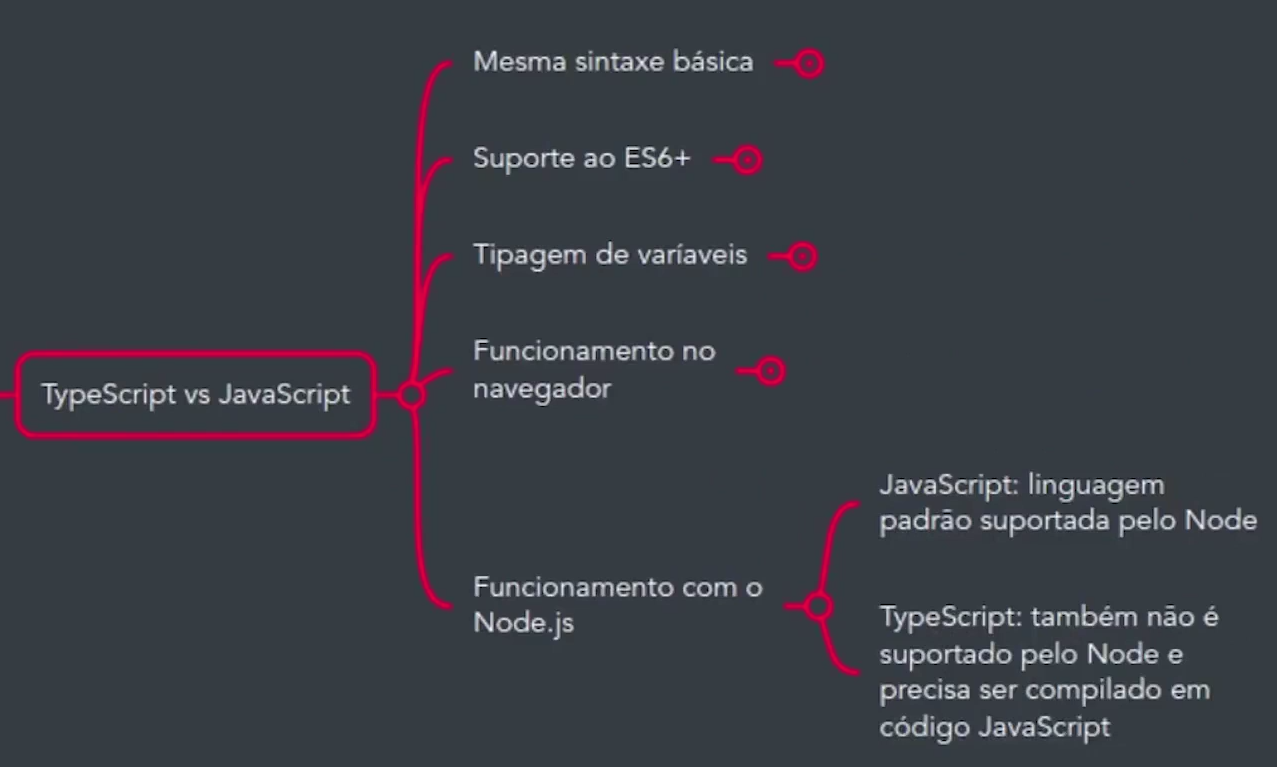 Mesma sintaxe básica
Suporte ao ES6+
Tipagem de varíaveis
Funcionamento no
navegador
TypeScript vs JavaScript
JavaScript: linguagem
padrão suportada pelo Node
Funcionamento com o
Node.js
TypeScript: também não é
suportado pelo Node e
precisa ser compilado em
código JavaScript